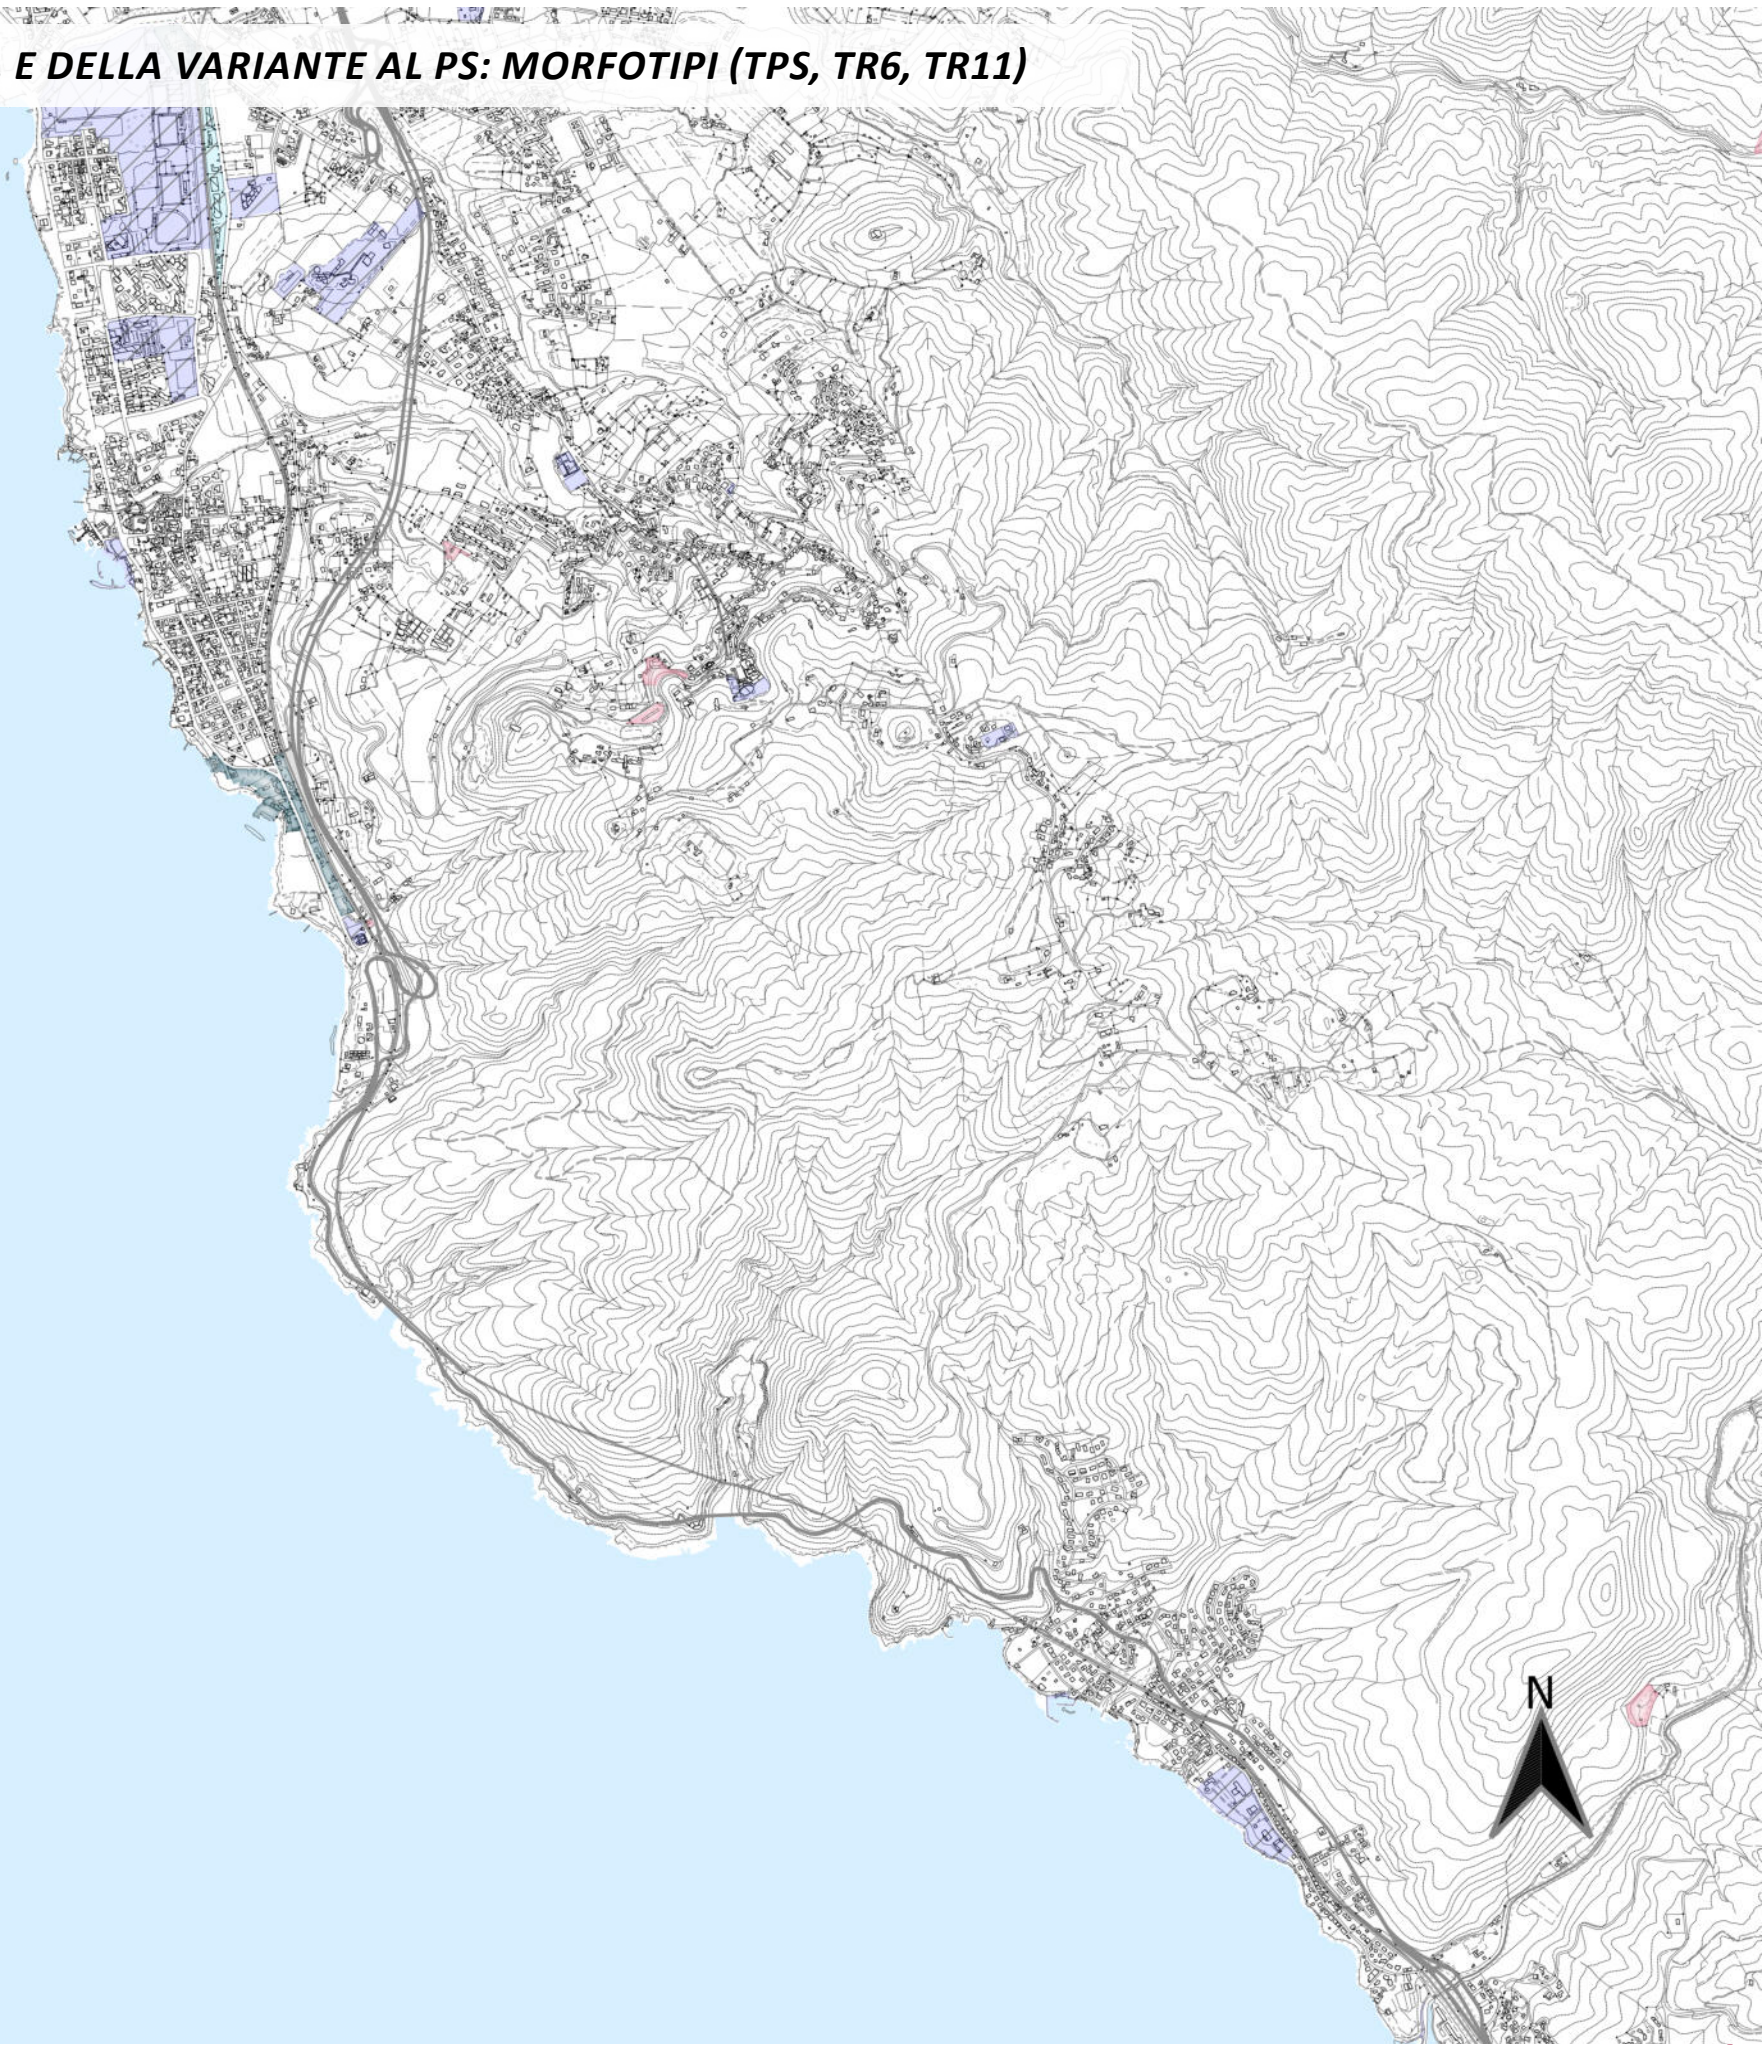 E DELLA VARIANTE AL PS: MORFOTIPI (TPS, TR6, TR11)
N